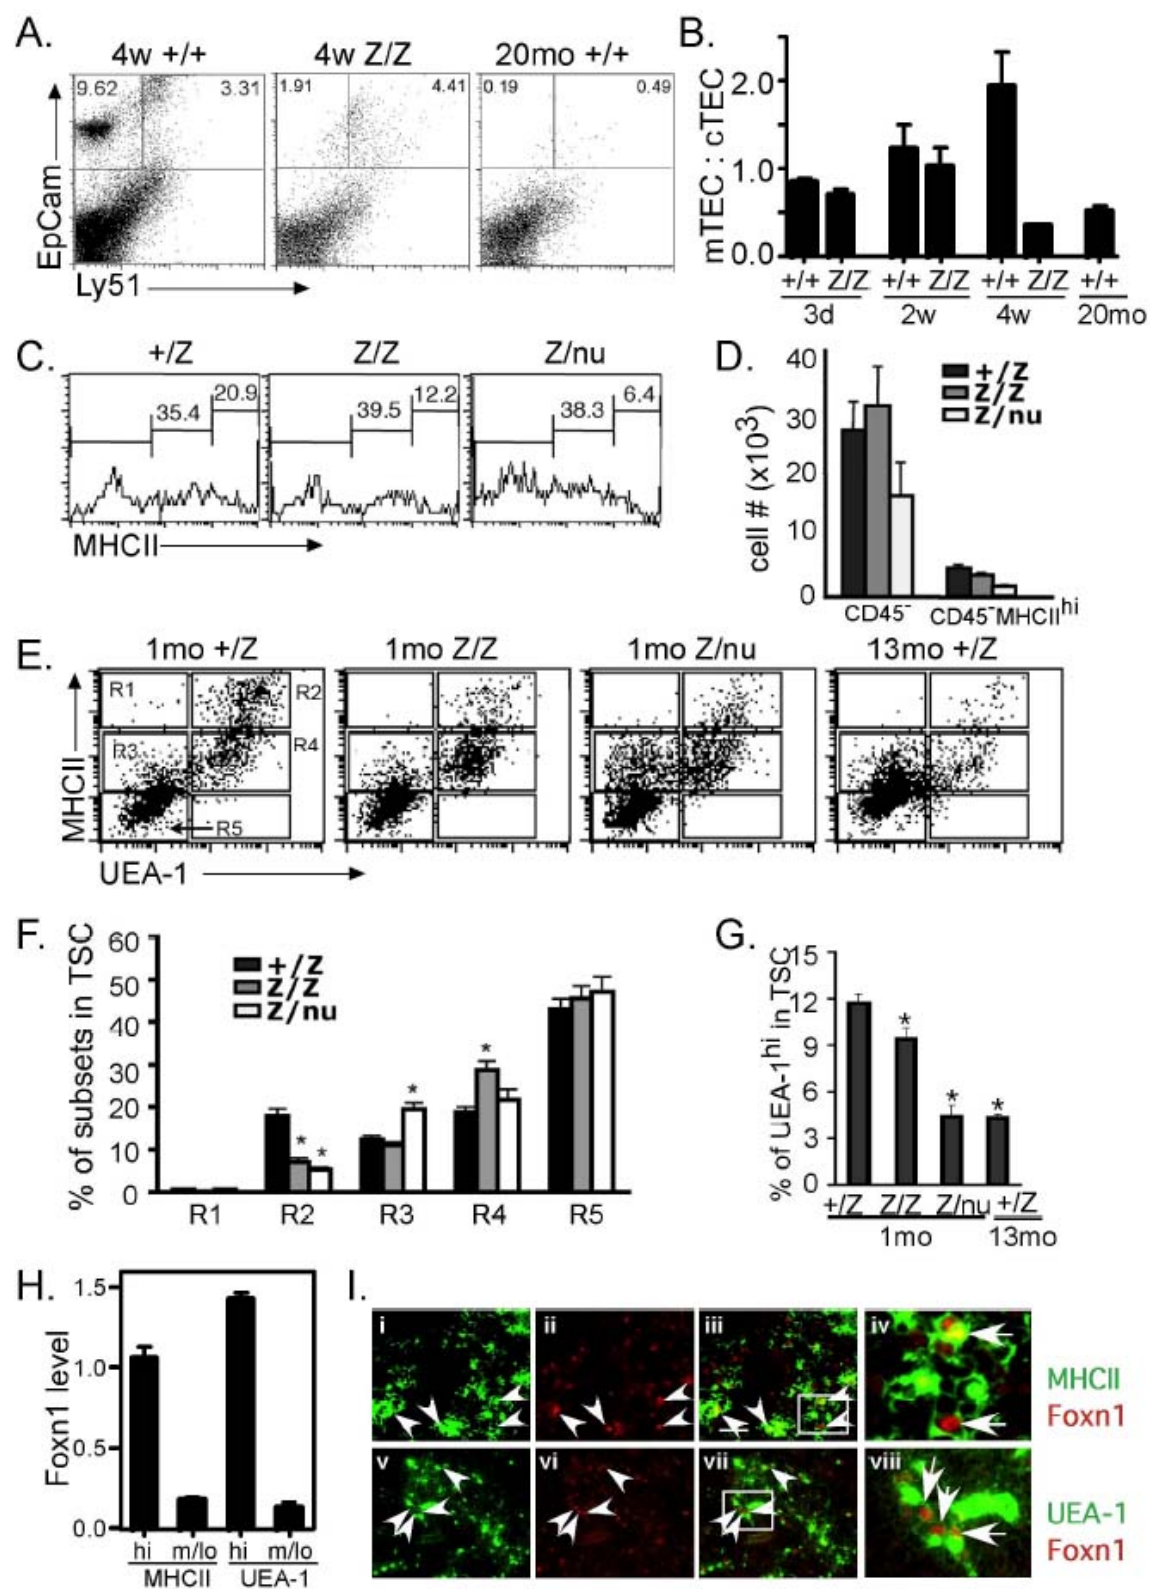 A.
4w +/+
4w Z/Z
20mo +/+
9.62
3.31
1.91
4.41
0.19
0.49
EpCam
Ly51
B.
mTEC : cTEC
2.0
1.0
0.0
+/+ Z/Z +/+ Z/Z +/+ Z/Z +/+
3d 2w 4w 20mo
C.
+/Z
Z/Z
Z/nu
35.4
20.9
39.5
12.2
38.3
6.4
MHCII
D.
cell # (x10³)
40
30
20
10
0
+/Z
Z/Z
Z/nu
CD45⁻
CD45⁻MHCIIʰⁱ
E.
1mo +/Z
1mo Z/Z
1mo Z/nu
13mo +/Z
R1
R2
R3
R4
R5
MHCII
UEA-1
F.
% of subsets in TSC
60
50
40
30
20
10
0
+/Z
Z/Z
Z/nu
* * * *
R1 R2 R3 R4 R5
G.
% of UEA-1ʰⁱ in TSC
15
12
9
6
3
0
* * *
+/Z Z/Z Z/nu +/Z
1mo 13mo
H.
Foxn1 level
1.5
1.0
0.5
0.0
hi m/lo hi m/lo
MHCII UEA-1
I.
i ii iii iv
MHCII
Foxn1
v vi vii viii
UEA-1
Foxn1